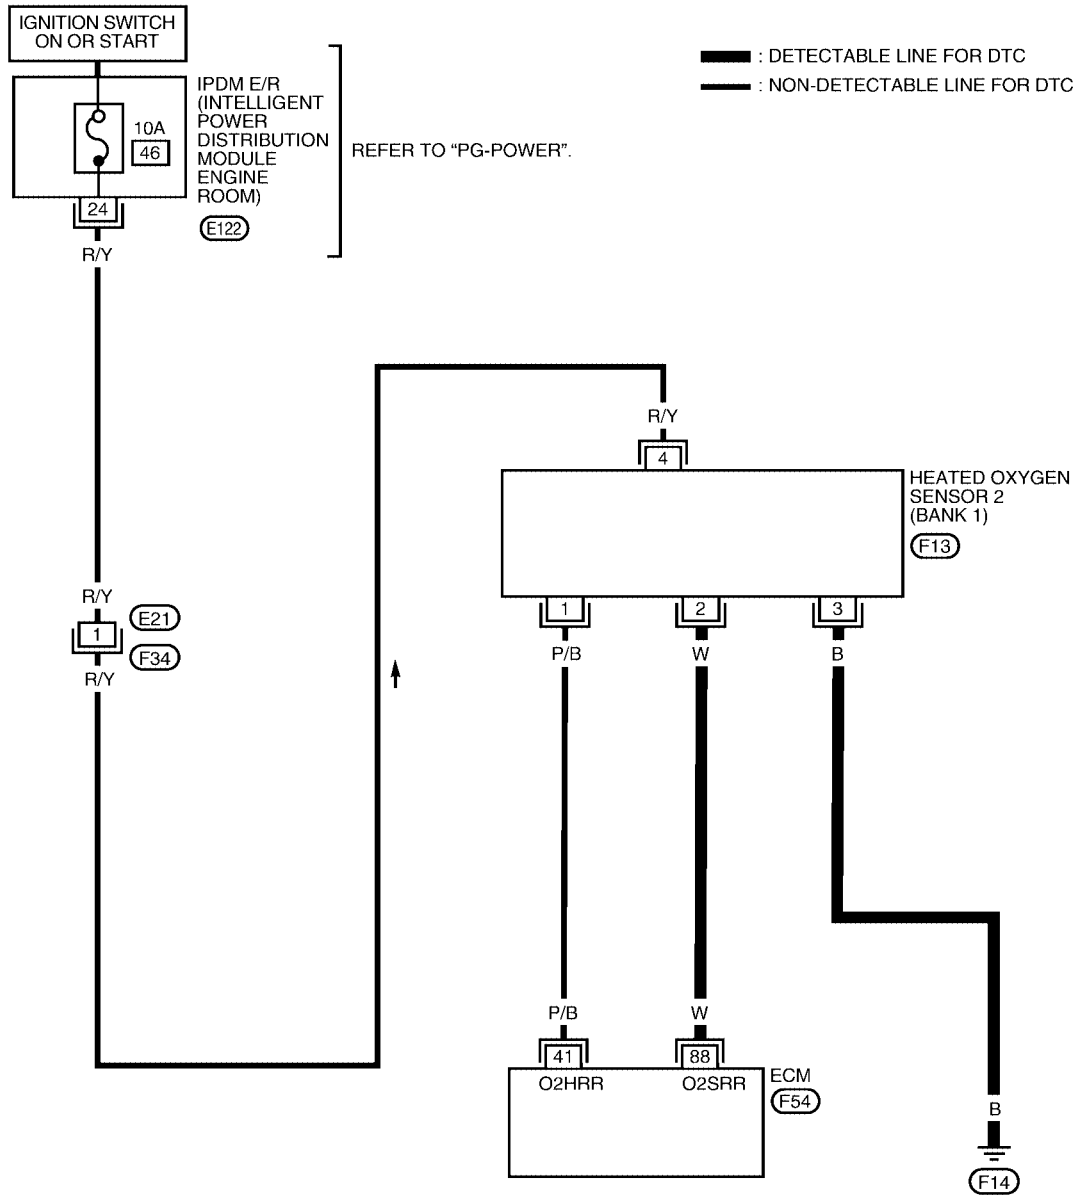 IGNITION SWITCH
ON OR START
IPDM E/R
(INTELLIGENT
POWER
DISTRIBUTION
MODULE
ENGINE
ROOM)
10A
46
24
E122
R/Y
REFER TO “PG-POWER”.
: DETECTABLE LINE FOR DTC
: NON-DETECTABLE LINE FOR DTC
R/Y
4
HEATED OXYGEN
SENSOR 2
(BANK 1)
F13
R/Y
1
E21
F34
R/Y
1
2
3
P/B
W
B
P/B
W
41
88
O2HRR
O2SRR
ECM
F54
B
F14